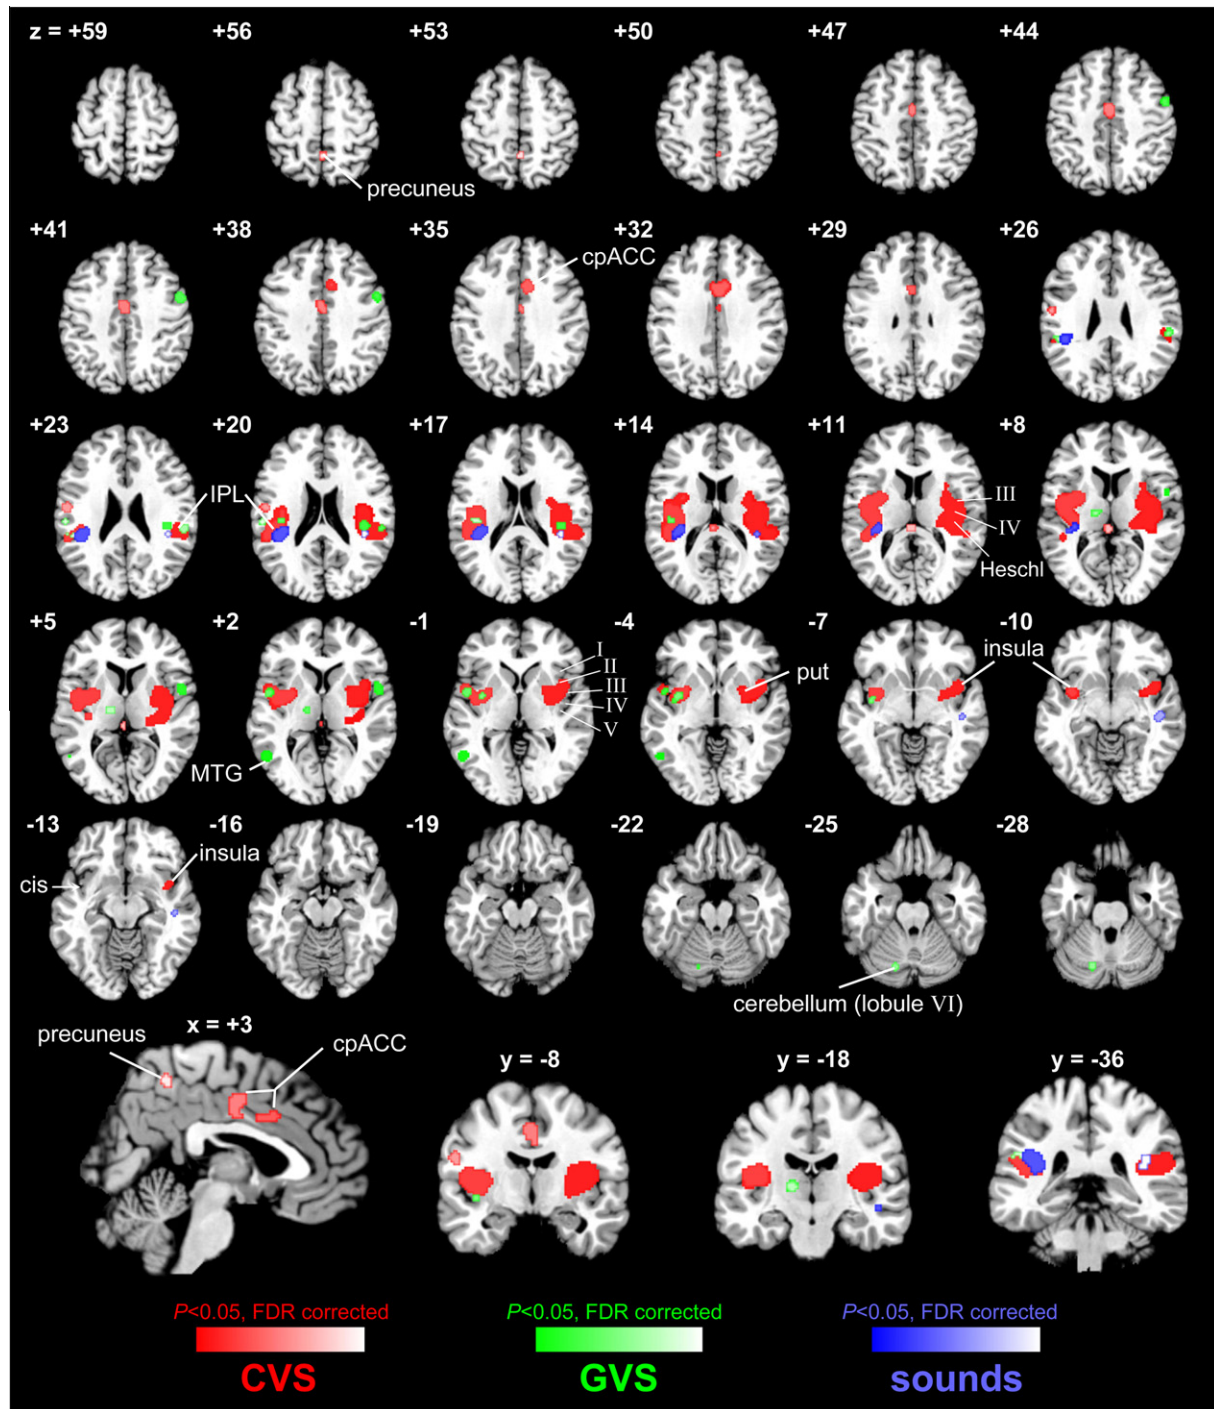 z = +59 +56 +53 +50 +47 +44
precuneus
+41 +38 +35 +32 +29 +26
cpACC
+23 +20 +17 +14 +11 +8
IPL
III
IV
Heschl
+5 +2 -1 -4 -7 -10
I
II
III
IV
V
put
insula
MTG
-13 -16 -19 -22 -25 -28
insula
cis
cerebellum (lobule VI)
x = +3
precuneus
cpACC
y = -8 y = -18 y = -36
P<0.05, FDR corrected P<0.05, FDR corrected P<0.05, FDR corrected
CVS GVS sounds